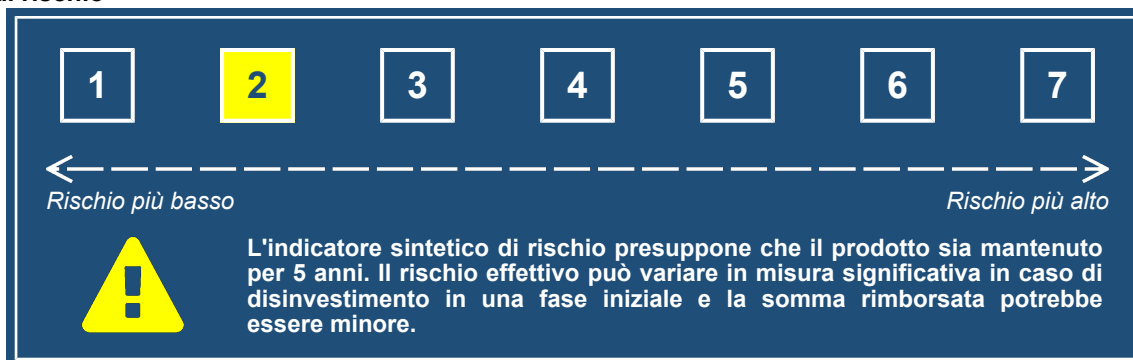 1 2 3 4 5 6 7
Rischio più basso Rischio più alto
L'indicatore sintetico di rischio presuppone che il prodotto sia mantenuto
per 5 anni. Il rischio effettivo può variare in misura significativa in caso di
disinvestimento in una fase iniziale e la somma rimborsata potrebbe
essere minore.